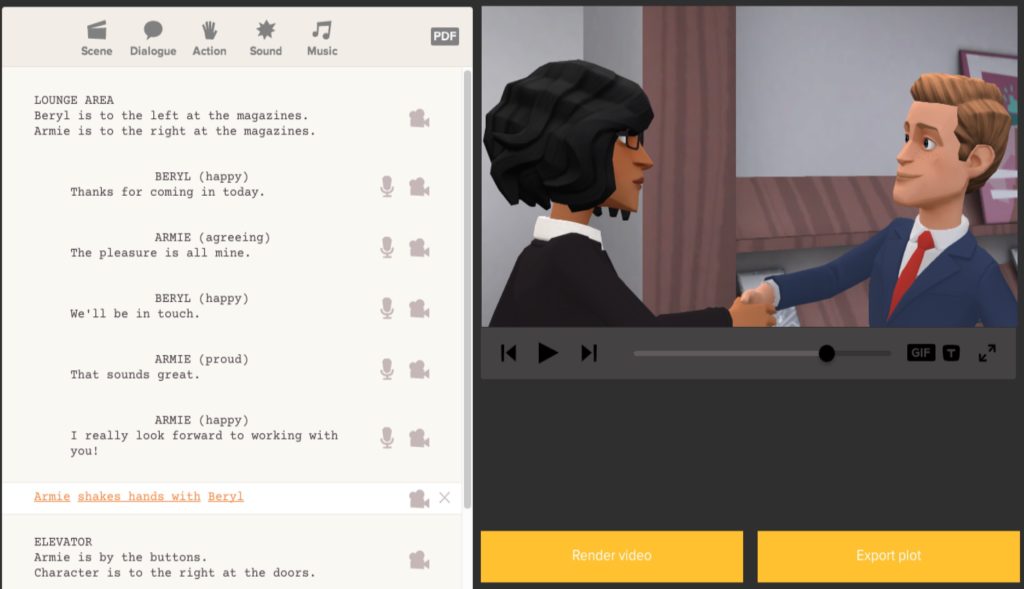 Scene Dialogue Action Sound Music PDF
LOUNGE AREA
Beryl is to the left at the magazines.
Armie is to the right at the magazines.
BERYL (happy)
Thanks for coming in today.
ARMIE (agreeing)
The pleasure is all mine.
BERYL (happy)
We'll be in touch.
ARMIE (proud)
That sounds great.
ARMIE (happy)
I really look forward to working with
you!
Armie shakes hands with Beryl
ELEVATOR
Armie is by the buttons.
Character is to the right at the doors.
GIF T
Render video
Export plot